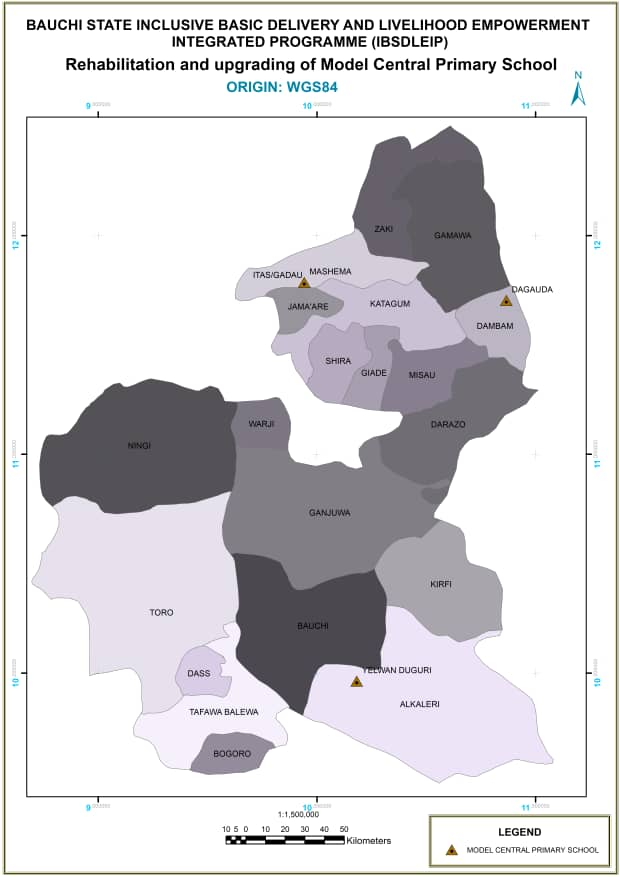 BAUCHI STATE INCLUSIVE BASIC DELIVERY AND LIVELIHOOD EMPOWERMENT
INTEGRATED PROGRAMME (IBSDLEIP)
Rehabilitation and upgrading of Model Central Primary School
ORIGIN: WGS84
N
9 10 11
12 12
ZAKI
GAMAWA
ITAS/GADAU MASHEMA
DAGAUDA
JAMA'ARE
KATAGUM
DAMBAM
SHIRA
GIADE
MISAU
WARJI
DARAZO
NINGI
11 11
GANJUWA
KIRFI
TORO
BAUCHI
10 10
DASS
YELWAN DUGURI
ALKALERI
TAFAWA BALEWA
BOGORO
9 10 11
1:1,500,000
10 5 0 10 20 30 40 50
Kilometers
LEGEND
MODEL CENTRAL PRIMARY SCHOOL